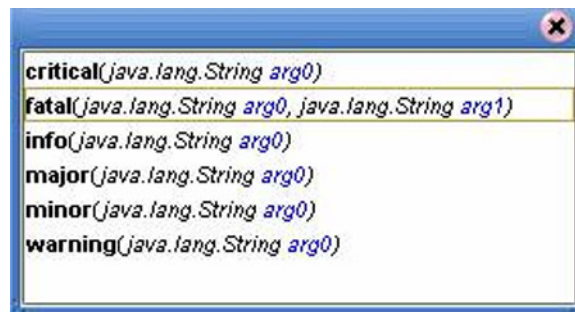 critical(java.lang.String arg0)
fatal(java.lang.String arg0, java.lang.String arg1)
info(java.lang.String arg0)
major(java.lang.String arg0)
minor(java.lang.String arg0)
warning(java.lang.String arg0)